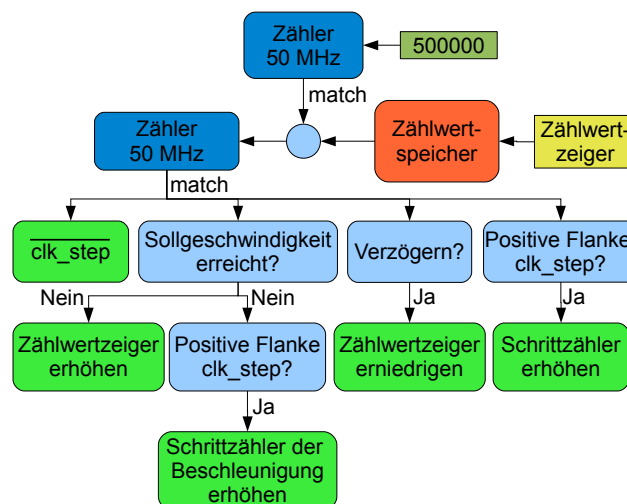 Zähler
50 MHz
500000
match
Zähler
50 MHz
Zählwert-
speicher
Zählwert-
zeiger
match
clk_step
Sollgeschwindigkeit
erreicht?
Verzögern?
Positive Flanke
clk_step?
Nein
Nein
Ja
Ja
Zählwertzeiger
erhöhen
Positive Flanke
clk_step?
Zählwertzeiger
erniedrigen
Schrittzähler
erhöhen
Ja
Schrittzähler der
Beschleunigung
erhöhen